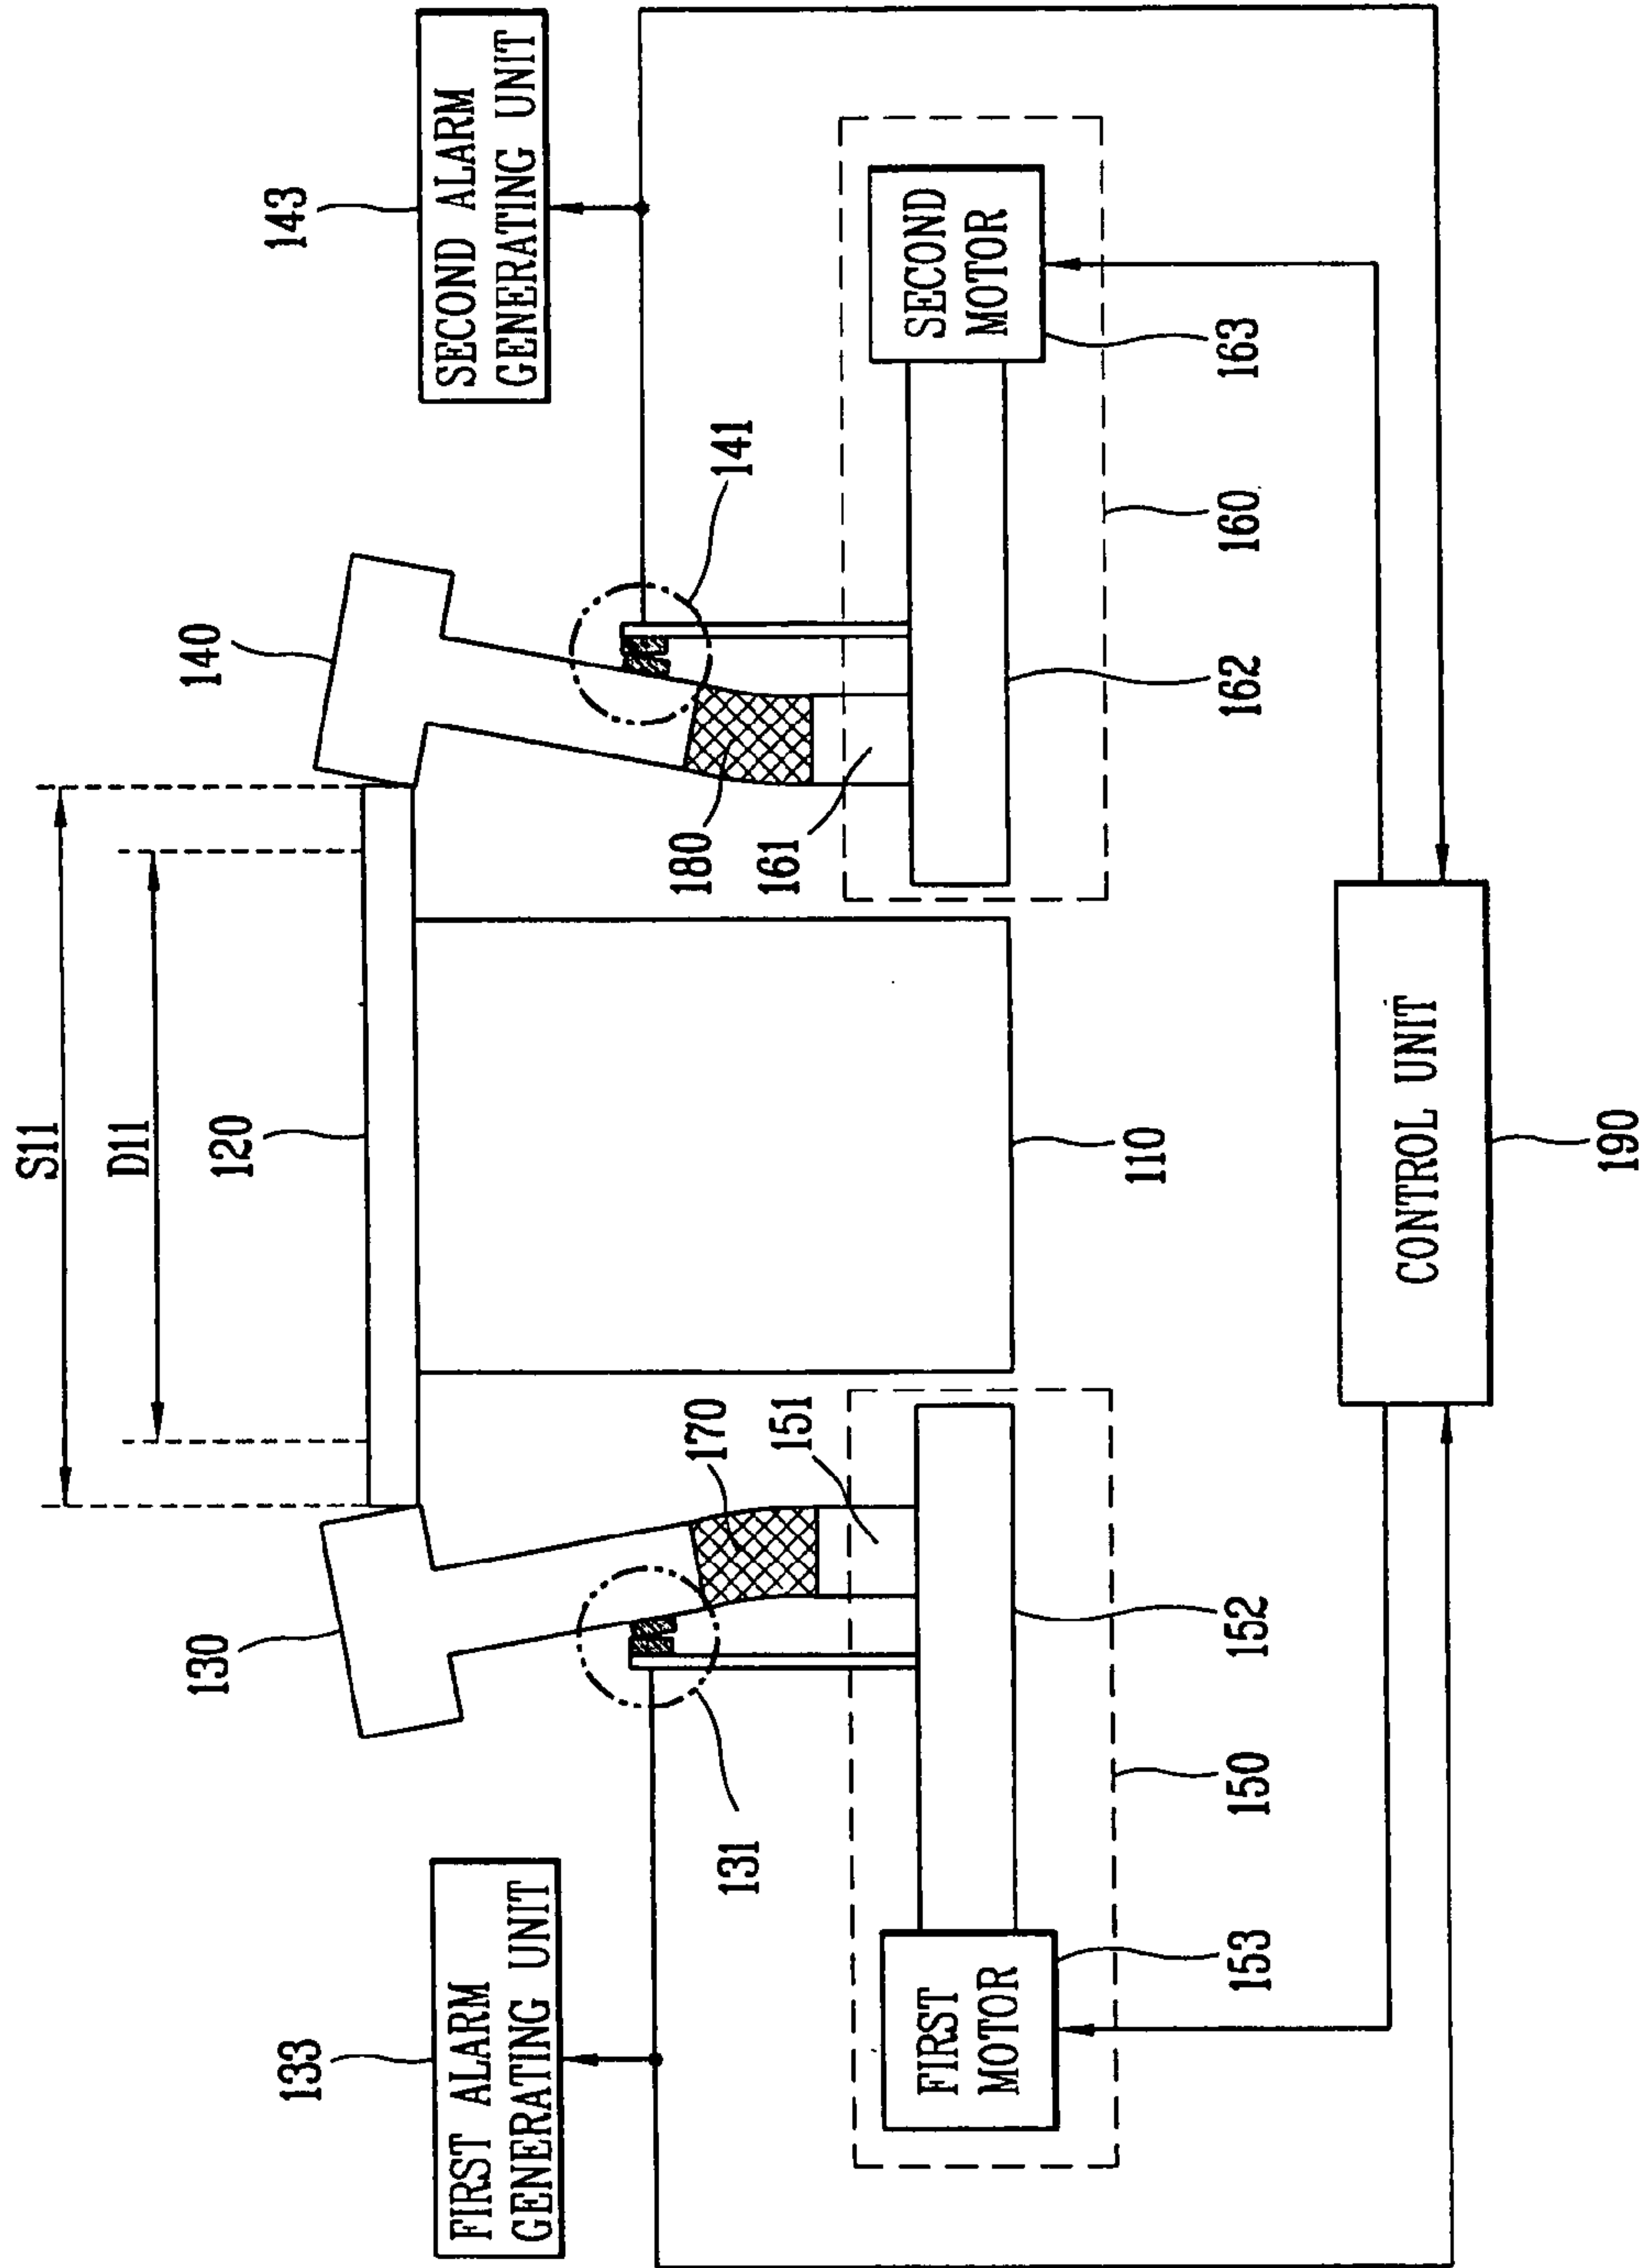 S11
D11
120
130
140
133
FIRST ALARM
GENERATING UNIT
143
SECOND ALARM
GENERATING UNIT
131
141
170
180
151
161
FIRST
MOTOR
SECOND
MOTOR
153
152
150
110
162
160
163
CONTROL UNIT
190